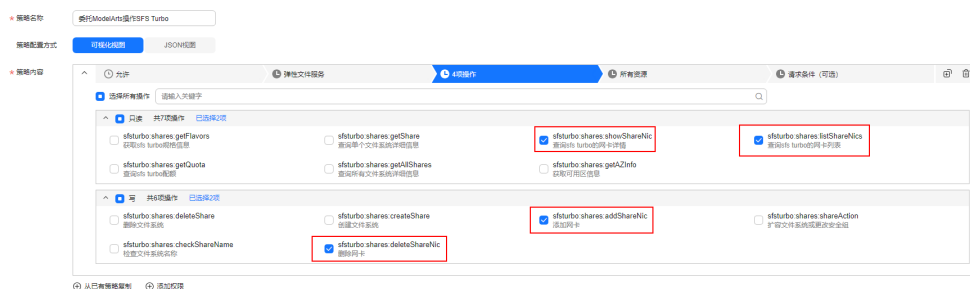 * 策略名称 委托ModelArts操作SFS Turbo
策略配置方式 可视化视图 JSON视图
* 策略内容 允许 弹性文件服务 4项操作 所有资源 请求条件 (可选)
选择所有操作 请输入关键字
只读 共7项操作 已选择2项
sfsturbo:shares:getFlavors sfsturbo:shares:getShare sfsturbo:shares:showShareNic sfsturbo:shares:listShareNics
获取sfs turbo规格信息 查询单个文件系统详细信息 查询sfs turbo的网卡详情 查询sfs turbo的网卡列表
sfsturbo:shares:getQuota sfsturbo:shares:getAllShares sfsturbo:shares:getAZInfo
查询sfs turbo配额 查询所有文件系统详细信息 获取可用区信息
写 共6项操作 已选择2项
sfsturbo:shares:deleteShare sfsturbo:shares:createShare sfsturbo:shares:addShareNic sfsturbo:shares:shareAction
删除文件系统 创建文件系统 添加网卡 扩容文件系统或更改安全组
sfsturbo:shares:checkShareName sfsturbo:shares:deleteShareNic
检查文件系统名称 删除网卡
从已有策略复制 添加权限